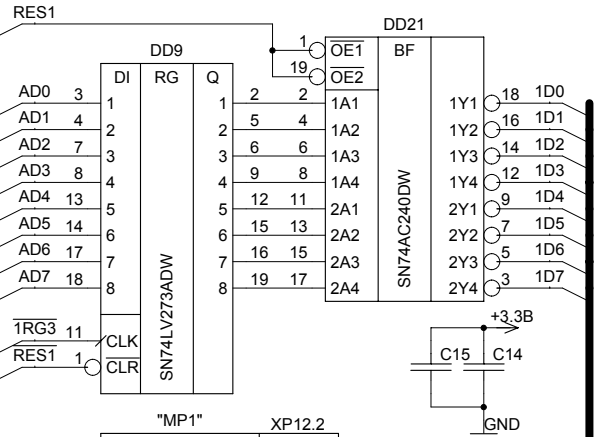 RES1
DD21
DD9
1 OE1 BF
19 OE2
DI RG Q
AD0 3 1 1 2 2 1A1 1Y1 18 1D0
AD1 4 2 2 5 4 1A2 1Y2 16 1D1
AD2 7 3 3 6 6 1A3 1Y3 14 1D2
AD3 8 4 4 9 8 1A4 1Y4 12 1D3
AD4 13 5 5 12 11 2A1 2Y1 9 1D4
AD5 14 6 6 15 13 2A2 2Y2 7 1D5
AD6 17 7 7 16 15 2A3 2Y3 5 1D6
AD7 18 8 8 19 17 2A4 2Y4 3 1D7
SN74LV273ADW
SN74AC240DW
1RG3 11 CLK
RES1 1 CLR
+3.3В
C15 C14
GND
"MP1" XP12.2